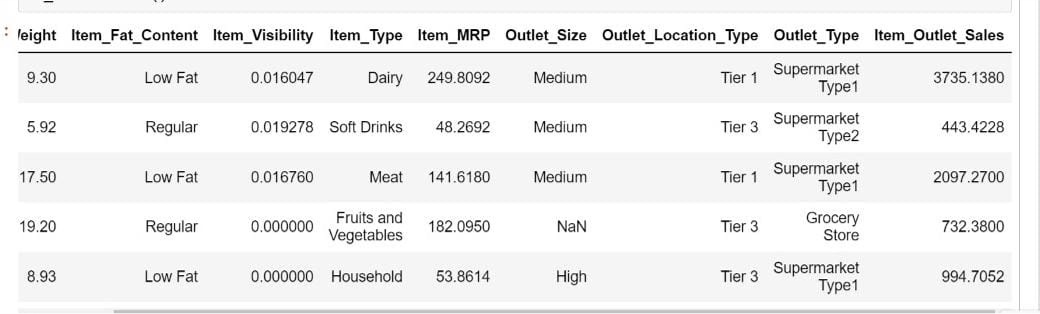 /eight Item_Fat_Content Item_Visibility Item_Type Item_MRP Outlet_Size Outlet_Location_Type Outlet_Type Item_Outlet_Sales
9.30 Low Fat 0.016047 Dairy 249.8092 Medium Tier 1 Supermarket Type1 3735.1380
5.92 Regular 0.019278 Soft Drinks 48.2692 Medium Tier 3 Supermarket Type2 443.4228
17.50 Low Fat 0.016760 Meat 141.6180 Medium Tier 1 Supermarket Type1 2097.2700
19.20 Regular 0.000000 Fruits and Vegetables 182.0950 NaN Tier 3 Grocery Store 732.3800
8.93 Low Fat 0.000000 Household 53.8614 High Tier 3 Supermarket Type1 994.7052